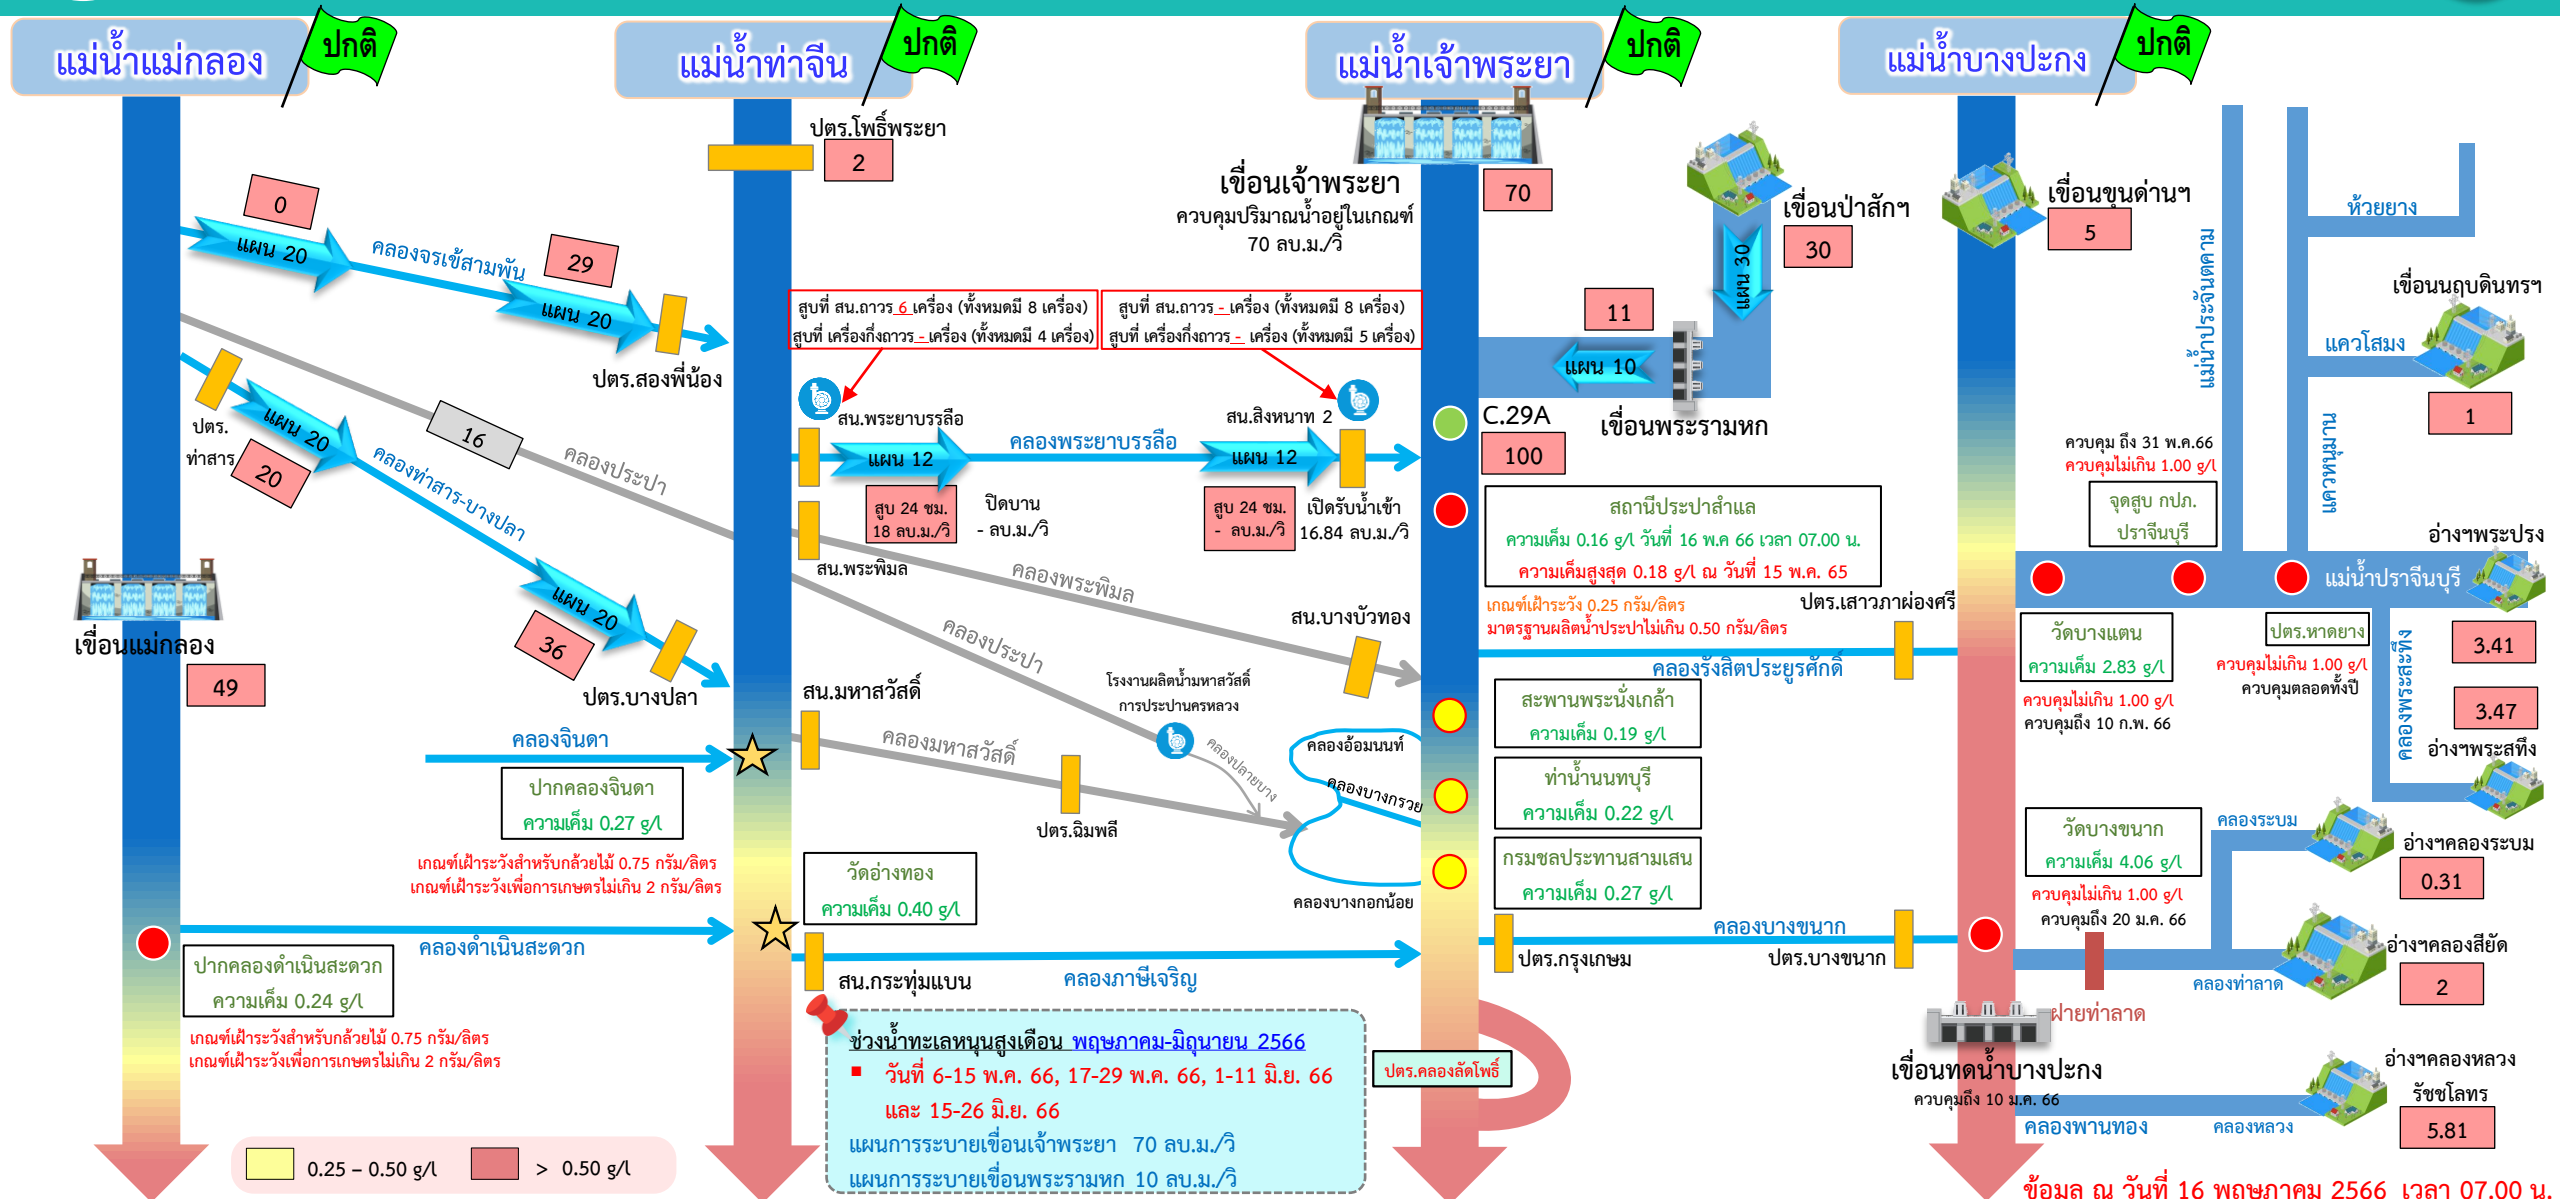 แม่น้ำแม่กลอง
ปกติ
แม่น้ำท่าจีน
ปกติ
แม่น้ำเจ้าพระยา
ปกติ
แม่น้ำบางปะกง
ปกติ
0
แผน 20
คลองจรเข้สามพัน
29
แผน 20
ปตร.สองพี่น้อง
ปตร.
ท่าสาร
แผน 20
20
16
คลองประปา
คลองท่าสาร-บางปลา
แผน 20
36
ปตร.บางปลา
เขื่อนแม่กลอง
49
คลองจินดา
ปากคลองจินดา
ความเค็ม 0.27 g/l
เกณฑ์เฝ้าระวังสำหรับกล้วยไม้ 0.75 กรัม/ลิตร
เกณฑ์เฝ้าระวังเพื่อการเกษตรไม่เกิน 2 กรัม/ลิตร
คลองดำเนินสะดวก
ปากคลองดำเนินสะดวก
ความเค็ม 0.24 g/l
เกณฑ์เฝ้าระวังสำหรับกล้วยไม้ 0.75 กรัม/ลิตร
เกณฑ์เฝ้าระวังเพื่อการเกษตรไม่เกิน 2 กรัม/ลิตร
0.25 – 0.50 g/l
> 0.50 g/l
ปตร.โพธิ์พระยา
2
สูบที่ สน.ถาวร 6 เครื่อง (ทั้งหมดมี 8 เครื่อง)
สูบที่ เครื่องกึ่งถาวร - เครื่อง (ทั้งหมดมี 4 เครื่อง)
สูบที่ สน.ถาวร - เครื่อง (ทั้งหมดมี 8 เครื่อง)
สูบที่ เครื่องกึ่งถาวร - เครื่อง (ทั้งหมดมี 5 เครื่อง)
สน.พระยาบรรลือ
แผน 12
คลองพระยาบรรลือ
สน.สิงหนาท 2
แผน 12
สูบ 24 ชม.
18 ลบ.ม./วิ
ปิดบาน
- ลบ.ม./วิ
สูบ 24 ชม.
- ลบ.ม./วิ
เปิดรับน้ำเข้า
16.84 ลบ.ม./วิ
สน.พระพิมล
คลองพระพิมล
สน.บางบัวทอง
คลองประปา
โรงงานผลิตน้ำมหาสวัสดิ์
การประปานครหลวง
สน.มหาสวัสดิ์
คลองมหาสวัสดิ์
ปตร.ฉิมพลี
คลองปลายบาง
คลองอ้อมนนท์
คลองบางกรวย
คลองบางกอกน้อย
วัดอ่างทอง
ความเค็ม 0.40 g/l
สน.กระทุ่มแบน
คลองภาษีเจริญ
ช่วงน้ำทะเลหนุนสูงเดือน พฤษภาคม-มิถุนายน 2566
▪ วันที่ 6-15 พ.ค. 66, 17-29 พ.ค. 66, 1-11 มิ.ย. 66
และ 15-26 มิ.ย. 66
แผนการระบายเขื่อนเจ้าพระยา 70 ลบ.ม./วิ
แผนการระบายเขื่อนพระรามหก 10 ลบ.ม./วิ
เขื่อนเจ้าพระยา
ควบคุมปริมาณน้ำอยู่ในเกณฑ์
70 ลบ.ม./วิ
70
เขื่อนป่าสักฯ
30
แผน 30
11
แผน 10
เขื่อนพระรามหก
C.29A
100
สถานีประปาสำแล
ความเค็ม 0.16 g/l วันที่ 16 พ.ค 66 เวลา 07.00 น.
ความเค็มสูงสุด 0.18 g/l ณ วันที่ 15 พ.ค. 65
เกณฑ์เฝ้าระวัง 0.25 กรัม/ลิตร
มาตรฐานผลิตน้ำประปาไม่เกิน 0.50 กรัม/ลิตร
ปตร.เสาวภาผ่องศรี
คลองรังสิตประยูรศักดิ์
สะพานพระนั่งเกล้า
ความเค็ม 0.19 g/l
ท่าน้ำนนทบุรี
ความเค็ม 0.22 g/l
กรมชลประทานสามเสน
ความเค็ม 0.27 g/l
คลองบางขนาก
ปตร.กรุงเกษม
ปตร.บางขนาก
ปตร.คลองลัดโพธิ์
เขื่อนขุนด่านฯ
5
แม่น้ำประจันตคาม
ห้วยยาง
เขื่อนนฤบดินทรฯ
แควโสมง
1
แควหนุมาน
ควบคุม ถึง 31 พ.ค.66
ควบคุมไม่เกิน 1.00 g/l
จุดสูบ กปภ.
ปราจีนบุรี
อ่างฯพระปรง
แม่น้ำปราจีนบุรี
3.41
วัดบางแตน
ความเค็ม 2.83 g/l
ควบคุมไม่เกิน 1.00 g/l
ควบคุมถึง 10 ก.พ. 66
ปตร.หาดยาง
ควบคุมไม่เกิน 1.00 g/l
ควบคุมตลอดทั้งปี
คลองพระสะทึง
3.47
อ่างฯพระสทึง
วัดบางขนาก
ความเค็ม 4.06 g/l
ควบคุมไม่เกิน 1.00 g/l
ควบคุมถึง 20 ม.ค. 66
คลองระบม
อ่างฯคลองระบม
0.31
อ่างฯคลองสียัด
2
คลองท่าลาด
ฝายท่าลาด
เขื่อนทดน้ำบางปะกง
ควบคุมถึง 10 ม.ค. 66
คลองพานทอง
คลองหลวง
อ่างฯคลองหลวง
รัชชโลทร
5.81
ข้อมูล ณ วันที่ 16 พฤษภาคม 2566 เวลา 07.00 น.